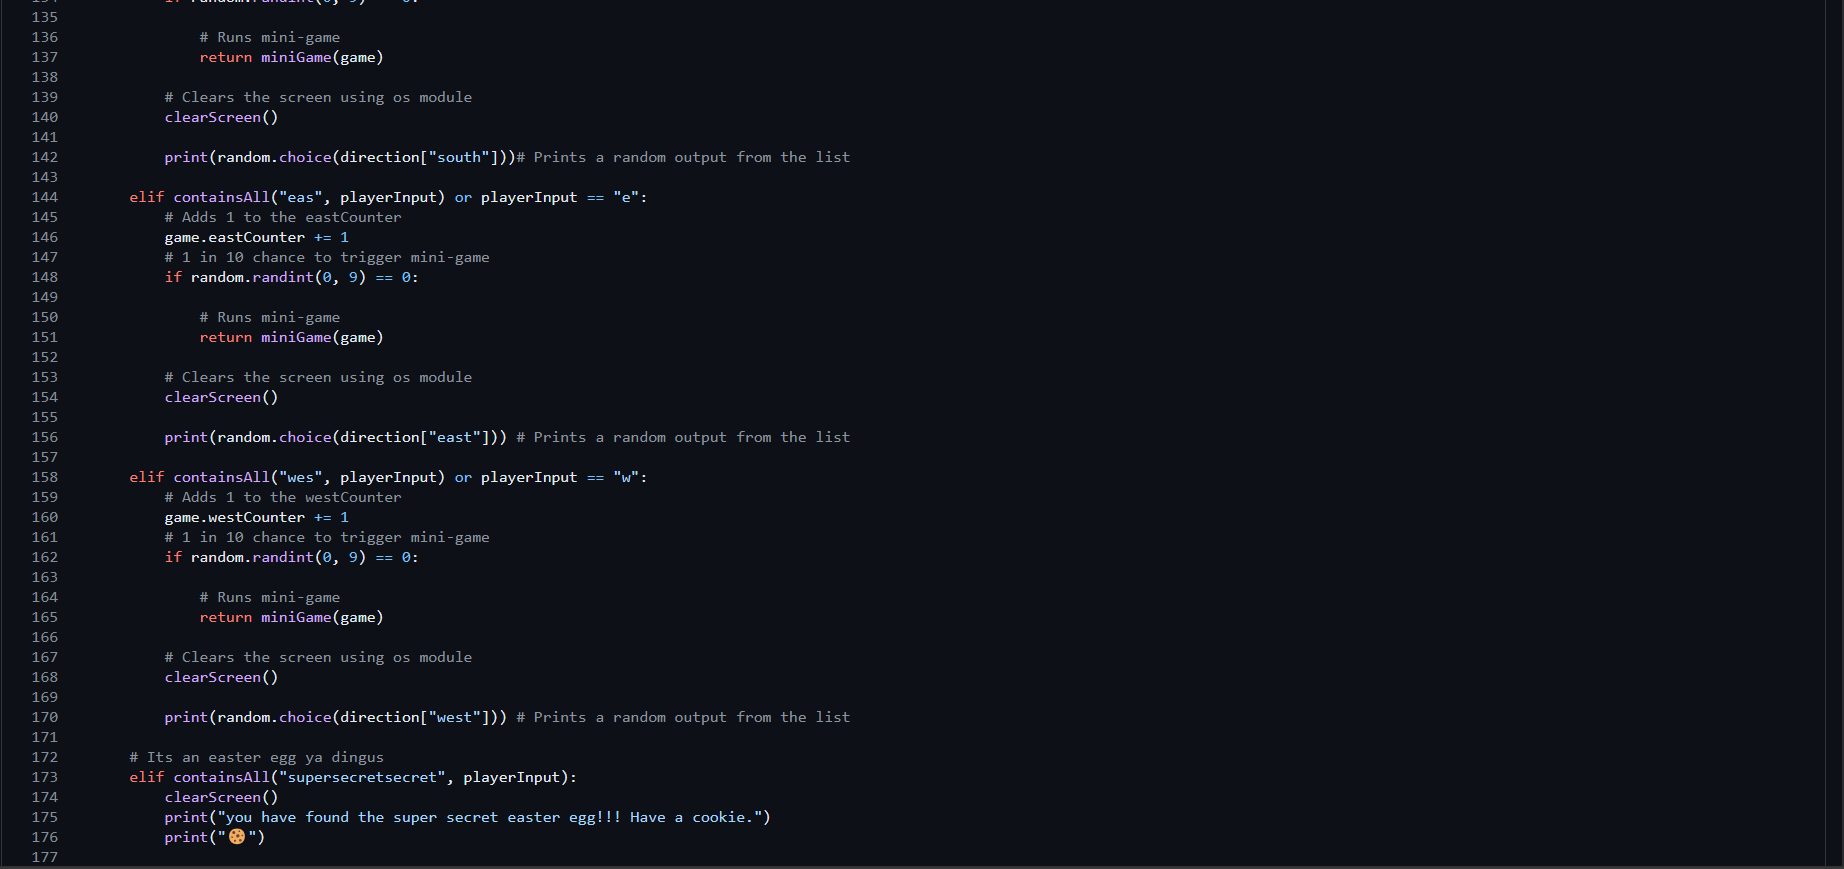 135
136 # Runs mini-game
137 return miniGame(game)
138
139 # Clears the screen using os module
140 clearScreen()
141
142 print(random.choice(direction["south"]))# Prints a random output from the list
143
144 elif containsAll("eas", playerInput) or playerInput == "e":
145 # Adds 1 to the eastCounter
146 game.eastCounter += 1
147 # 1 in 10 chance to trigger mini-game
148 if random.randint(0, 9) == 0:
149
150 # Runs mini-game
151 return miniGame(game)
152
153 # Clears the screen using os module
154 clearScreen()
155
156 print(random.choice(direction["east"])) # Prints a random output from the list
157
158 elif containsAll("wes", playerInput) or playerInput == "w":
159 # Adds 1 to the westCounter
160 game.westCounter += 1
161 # 1 in 10 chance to trigger mini-game
162 if random.randint(0, 9) == 0:
163
164 # Runs mini-game
165 return miniGame(game)
166
167 # Clears the screen using os module
168 clearScreen()
169
170 print(random.choice(direction["west"])) # Prints a random output from the list
171
172 # Its an easter egg ya dingus
173 elif containsAll("supersecretsecret", playerInput):
174 clearScreen()
175 print("you have found the super secret easter egg!!! Have a cookie.")
176 print("🍪")
177